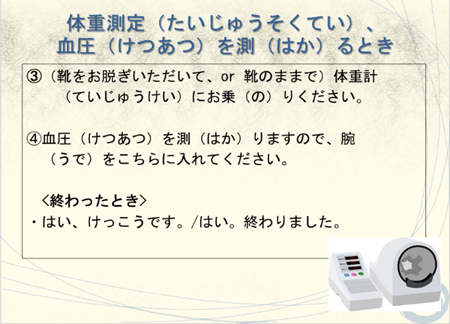 体重測定（たいじゅうそくてい）、
血圧（けつあつ）を測（はか）るとき
③（靴をお脱ぎいただいて、or 靴のままで）体重計
（ていじゅうけい）にお乗（の）りください。
④血圧（けつあつ）を測（はか）りますので、腕
（うで）をこちらに入れてください。
<終わったとき>
・はい、けっこうです。/はい。終わりました。